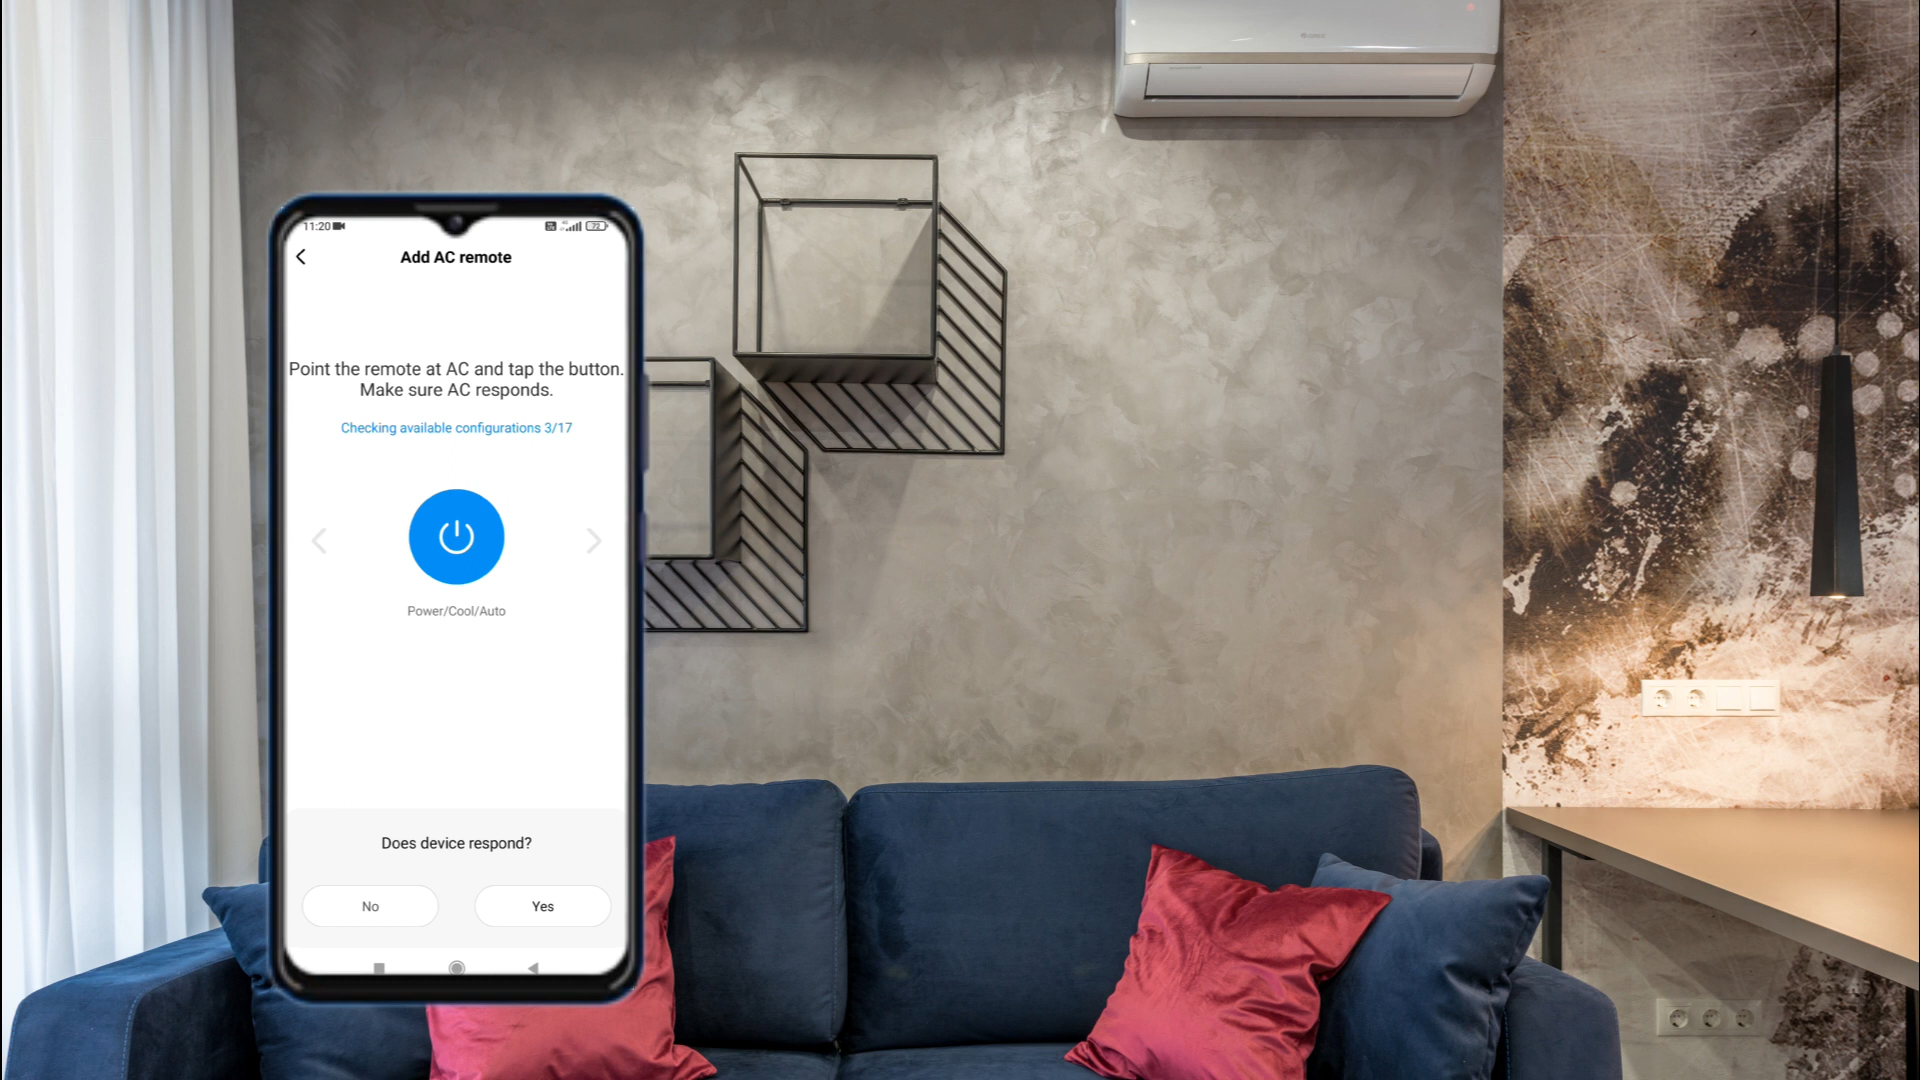 11:20
72
Add AC remote
Point the remote at AC and tap the button.
Make sure AC responds.
Checking available configurations 3/17
Power/Cool/Auto
Does device respond?
No
Yes